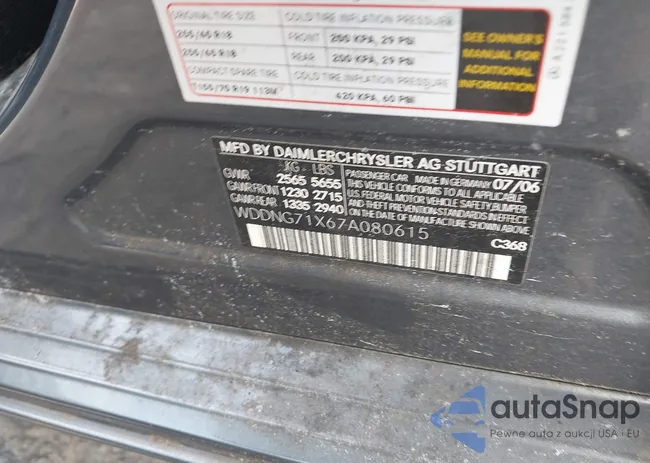 ORIGINAL TIRE SIZE COLD TIRE INFLATION PRESSURE
255/45 R18 FRONT 200 KPA, 29 PSI
255/45 R18 REAR 200 KPA, 29 PSI
COMPACT SPARE TIRE COLD TIRE INFLATION PRESSURE
T155/70 R19 113M 420 KPA, 60 PSI
SEE OWNER'S
MANUAL FOR
ADDITIONAL
INFORMATION
MFD BY DAIMLERCHRYSLER AG STUTTGART
KG LBS
GVWR 2565 5655
GAWR FRONT 1230 2715
GAWR REAR 1335 2940
PASSENGER CAR MADE IN GERMANY 07/06
THIS VEHICLE CONFORMS TO ALL APPLICABLE
U.S. FEDERAL MOTOR VEHICLE SAFETY,BUMPER
AND THEFT PREVENTION STANDARDS IN EFFECT
ON THE DATE OF MANUFACTURE SHOWN ABOVE
WDDNG71X67A080615
C368
autaSnap
Pewne auto z aukcji USA i EU